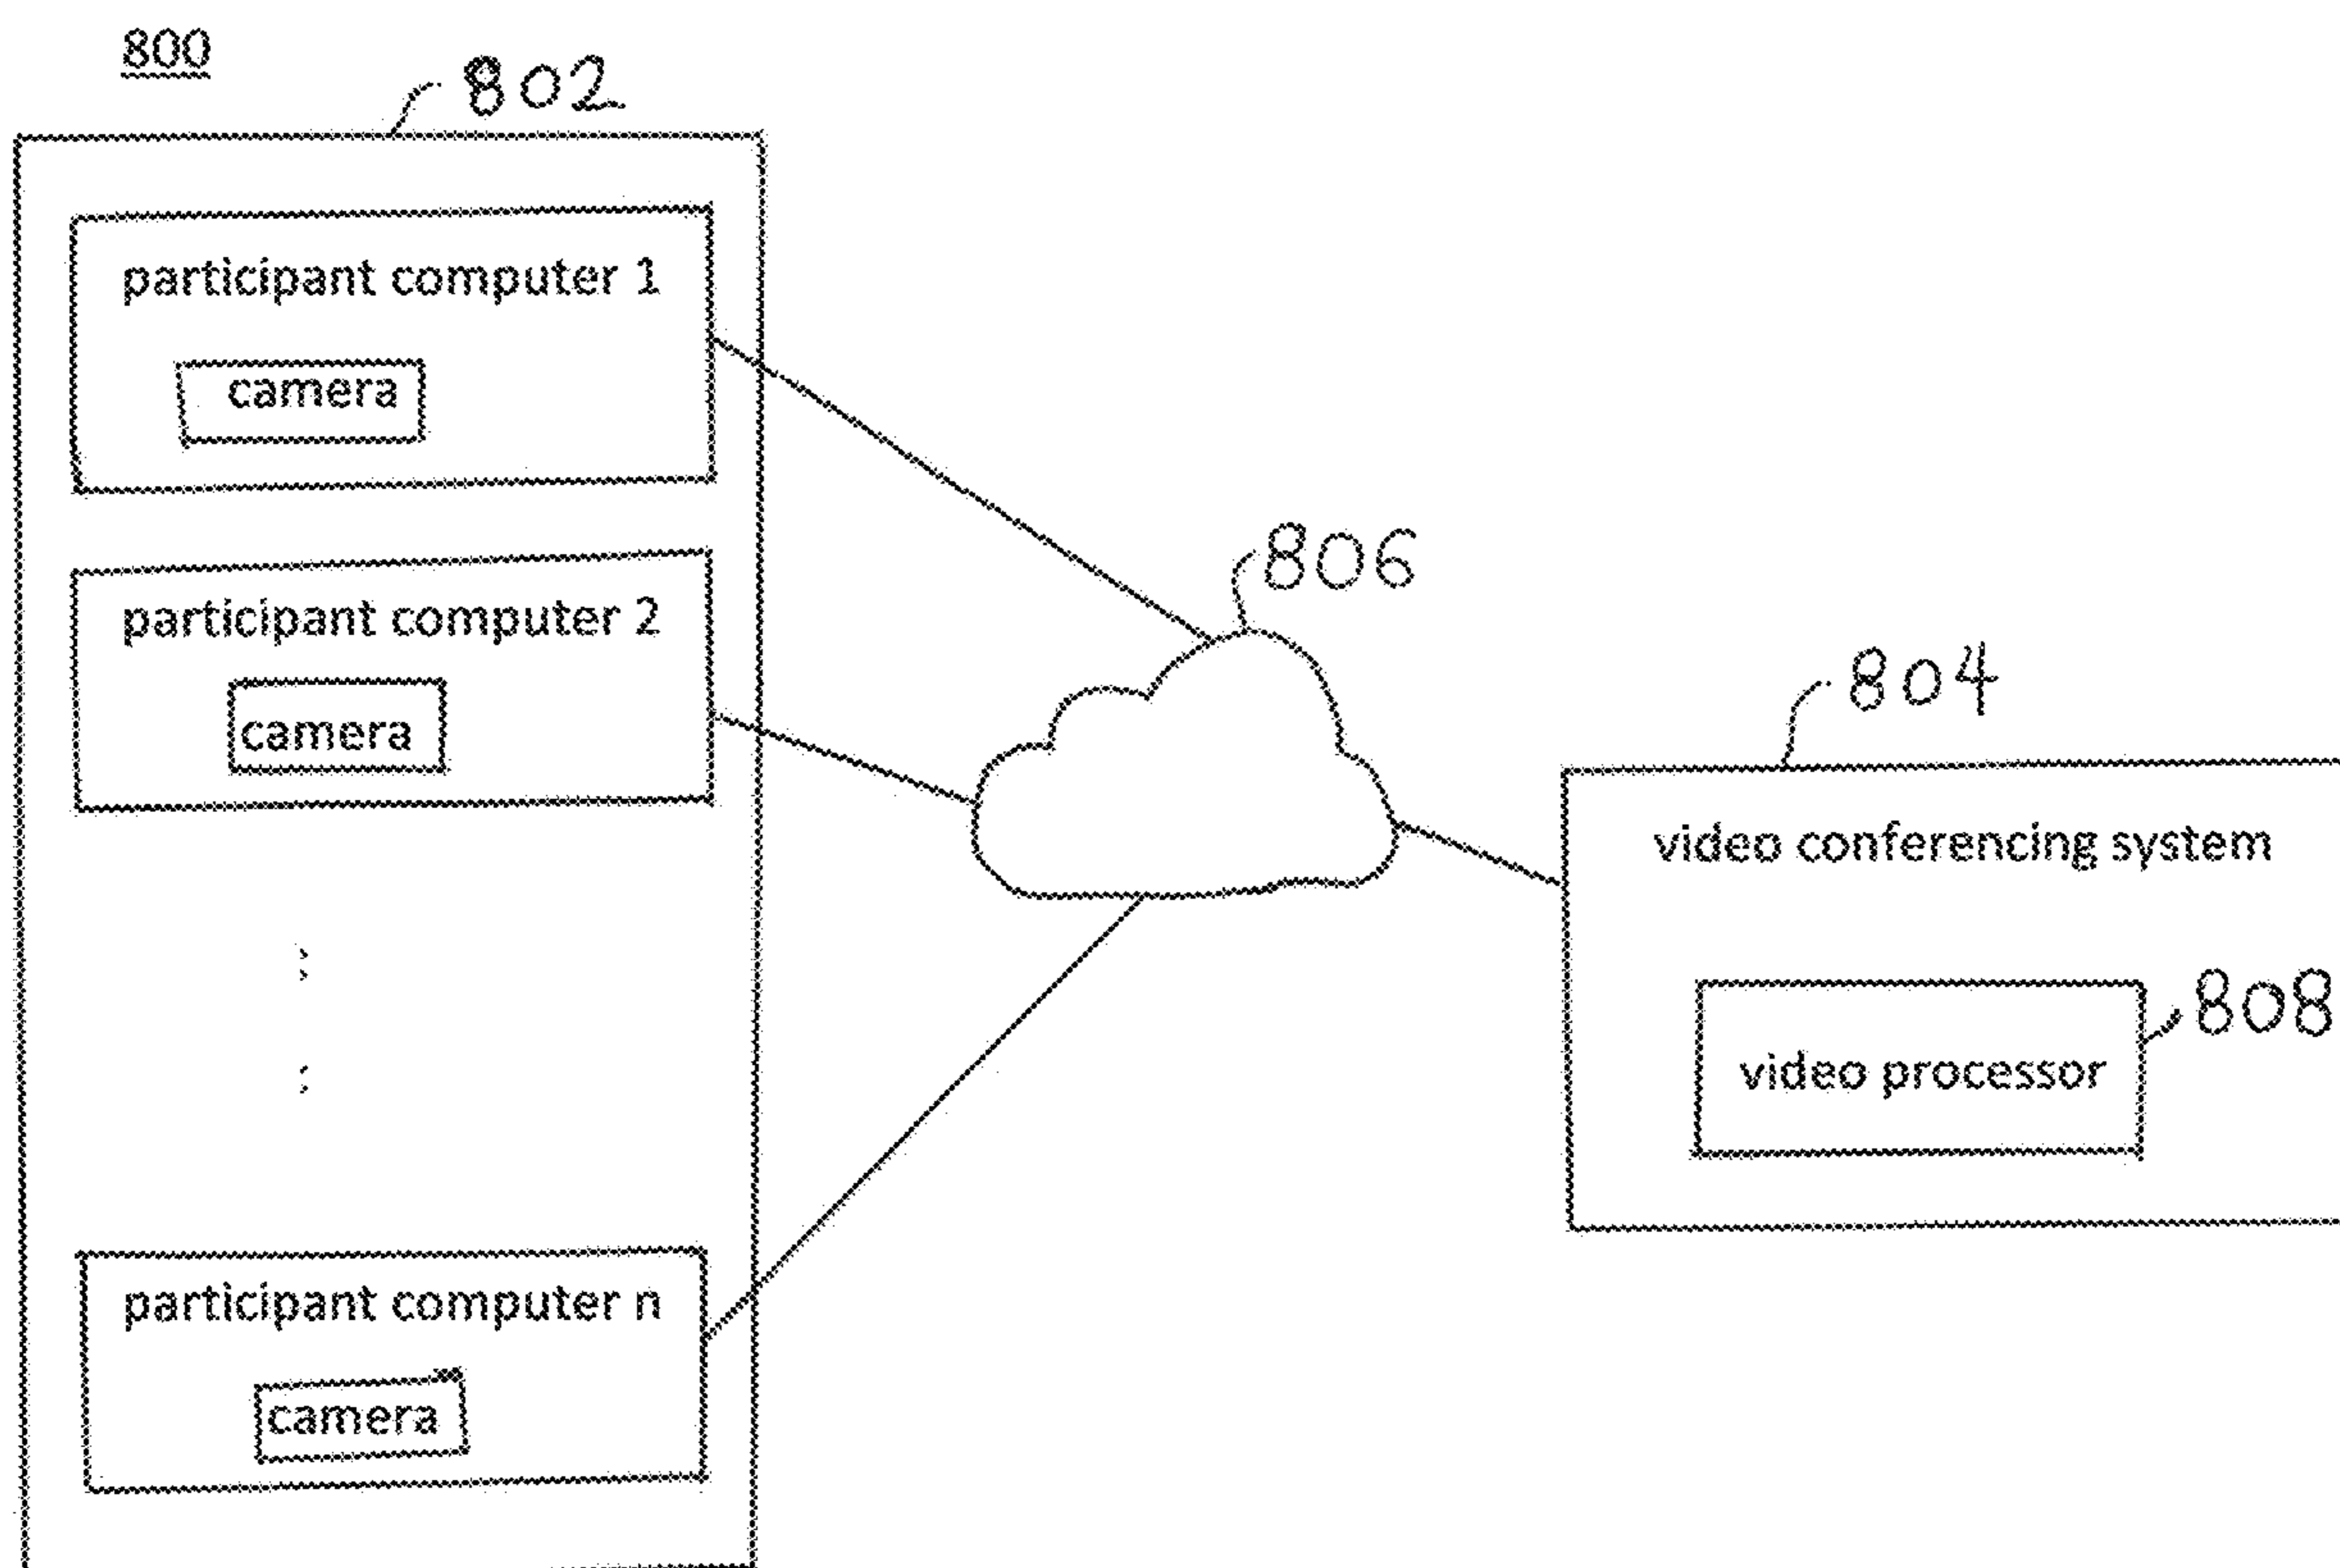 800
802
participant computer 1
camera
participant computer 2
camera
806
804
video conferencing system
808
video processor
participant computer n
camera